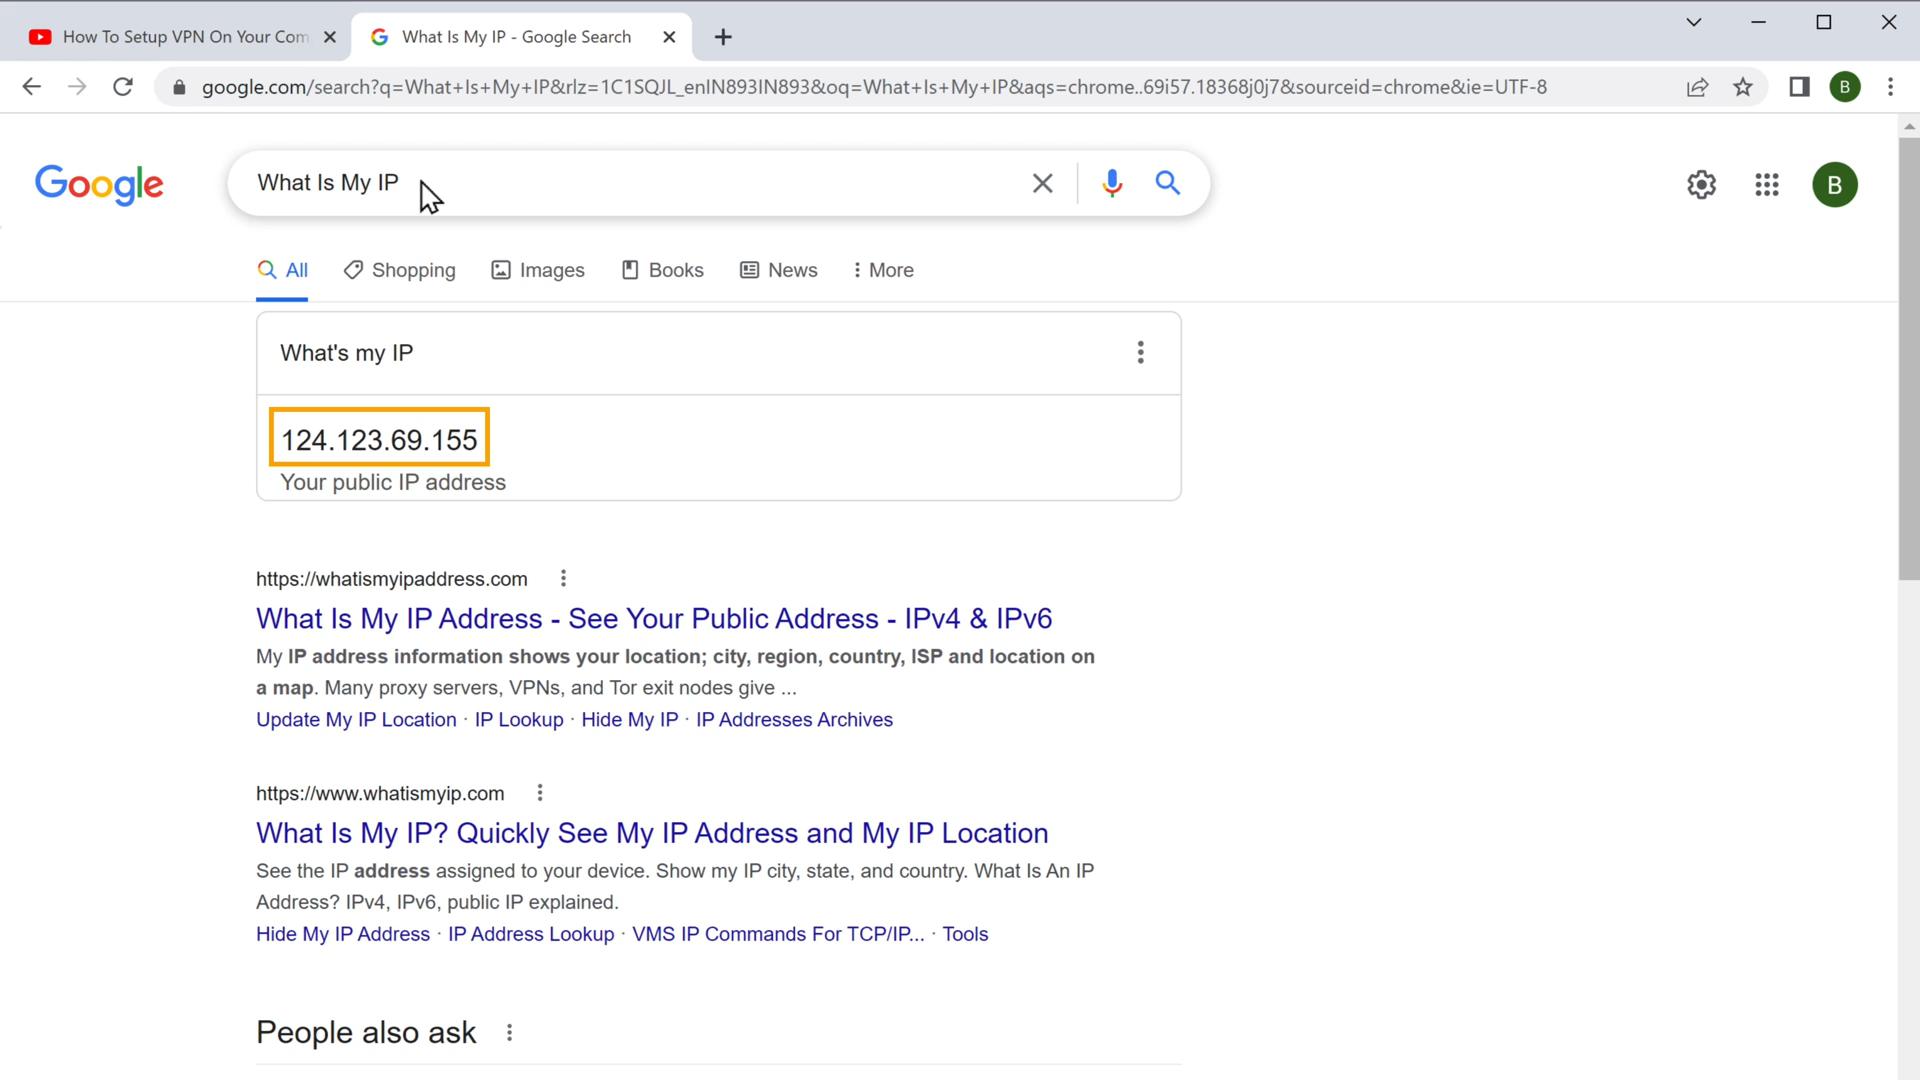 How To Setup VPN On Your Com
What Is My IP - Google Search
google.com/search?q=What+Is+My+IP&rlz=1C1SQJL_enIN893IN893&oq=What+Is+My+IP&aqs=chrome..69i57.18368j0j7&sourceid=chrome&ie=UTF-8
B
Google
What Is My IP
B
All
Shopping
Images
Books
News
More
What's my IP
124.123.69.155
Your public IP address
https://whatismyipaddress.com
What Is My IP Address - See Your Public Address - IPv4 & IPv6
My IP address information shows your location; city, region, country, ISP and location on
a map. Many proxy servers, VPNs, and Tor exit nodes give ...
Update My IP Location · IP Lookup · Hide My IP · IP Addresses Archives
https://www.whatismyip.com
What Is My IP? Quickly See My IP Address and My IP Location
See the IP address assigned to your device. Show my IP city, state, and country. What Is An IP
Address? IPv4, IPv6, public IP explained.
Hide My IP Address · IP Address Lookup · VMS IP Commands For TCP/IP... · Tools
People also ask